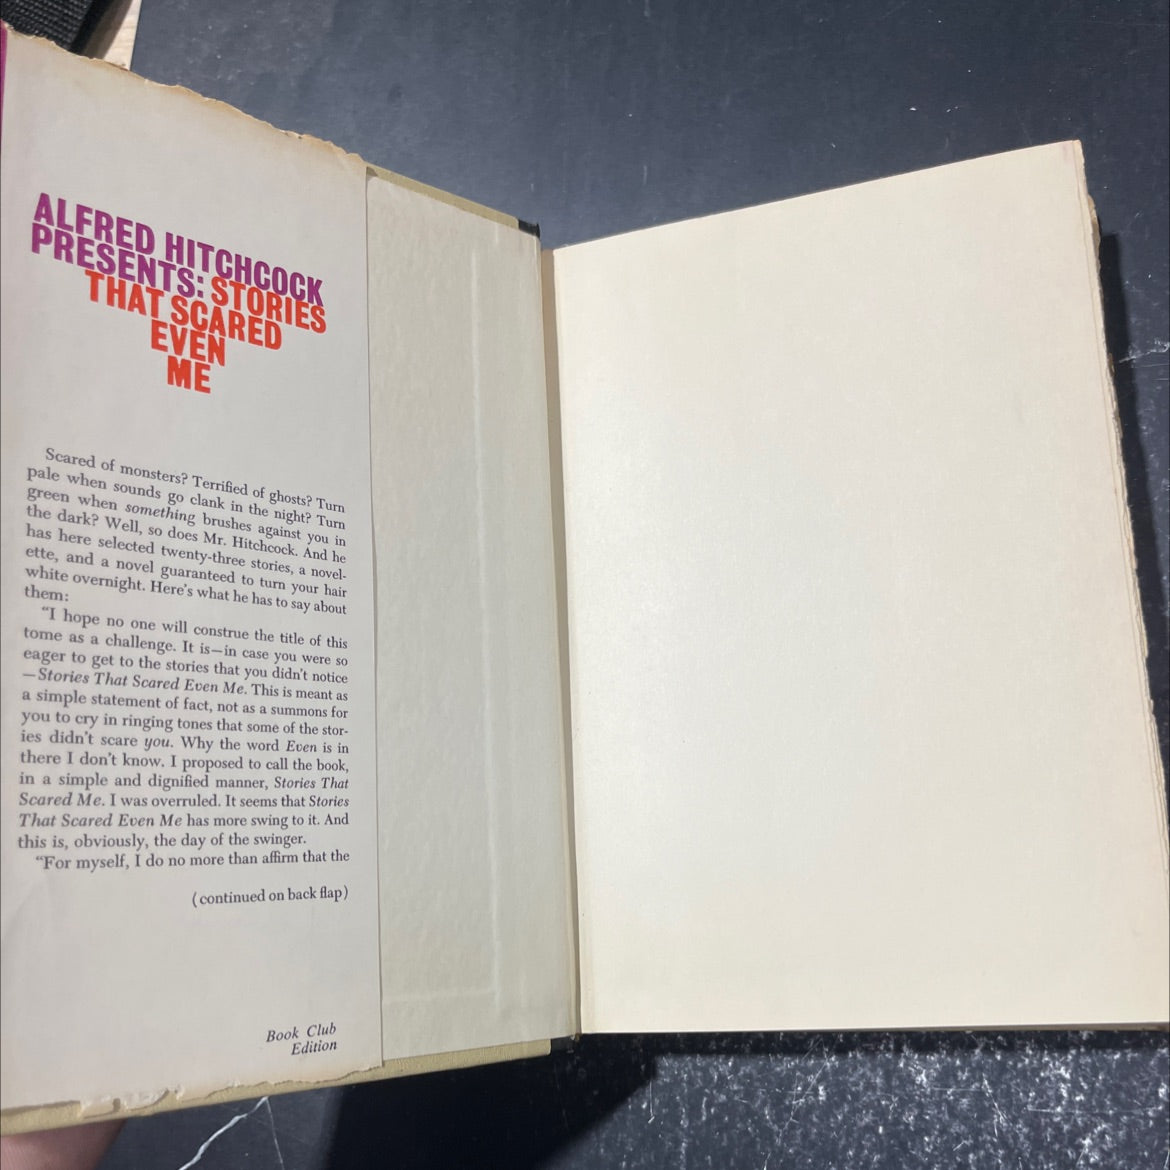 ALFRED HITCHCOCK
PRESENTS: STORIES
THAT SCARED
EVEN
ME
Scared of monsters? Terrified of ghosts? Turn
pale when sounds go clank in the night? Turn
green when something brushes against you in
the dark? Well, so does Mr. Hitchcock. And he
has here selected twenty-three stories, a novel-
ette, and a novel guaranteed to turn your hair
white overnight. Here's what he has to say about
them:
"I hope no one will construe the title of this
tome as a challenge. It is—in case you were so
eager to get to the stories that you didn't notice
—Stories That Scared Even Me. This is meant as
a simple statement of fact, not as a summons for
you to cry in ringing tones that some of the stor-
ies didn't scare you. Why the word Even is in
there I don't know. I proposed to call the book,
in a simple and dignified manner, Stories That
Scared Me. I was overruled. It seems that Stories
That Scared Even Me has more swing to it. And
this is, obviously, the day of the swinger.
"For myself, I do no more than affirm that the
(continued on back flap)
Book Club
Edition